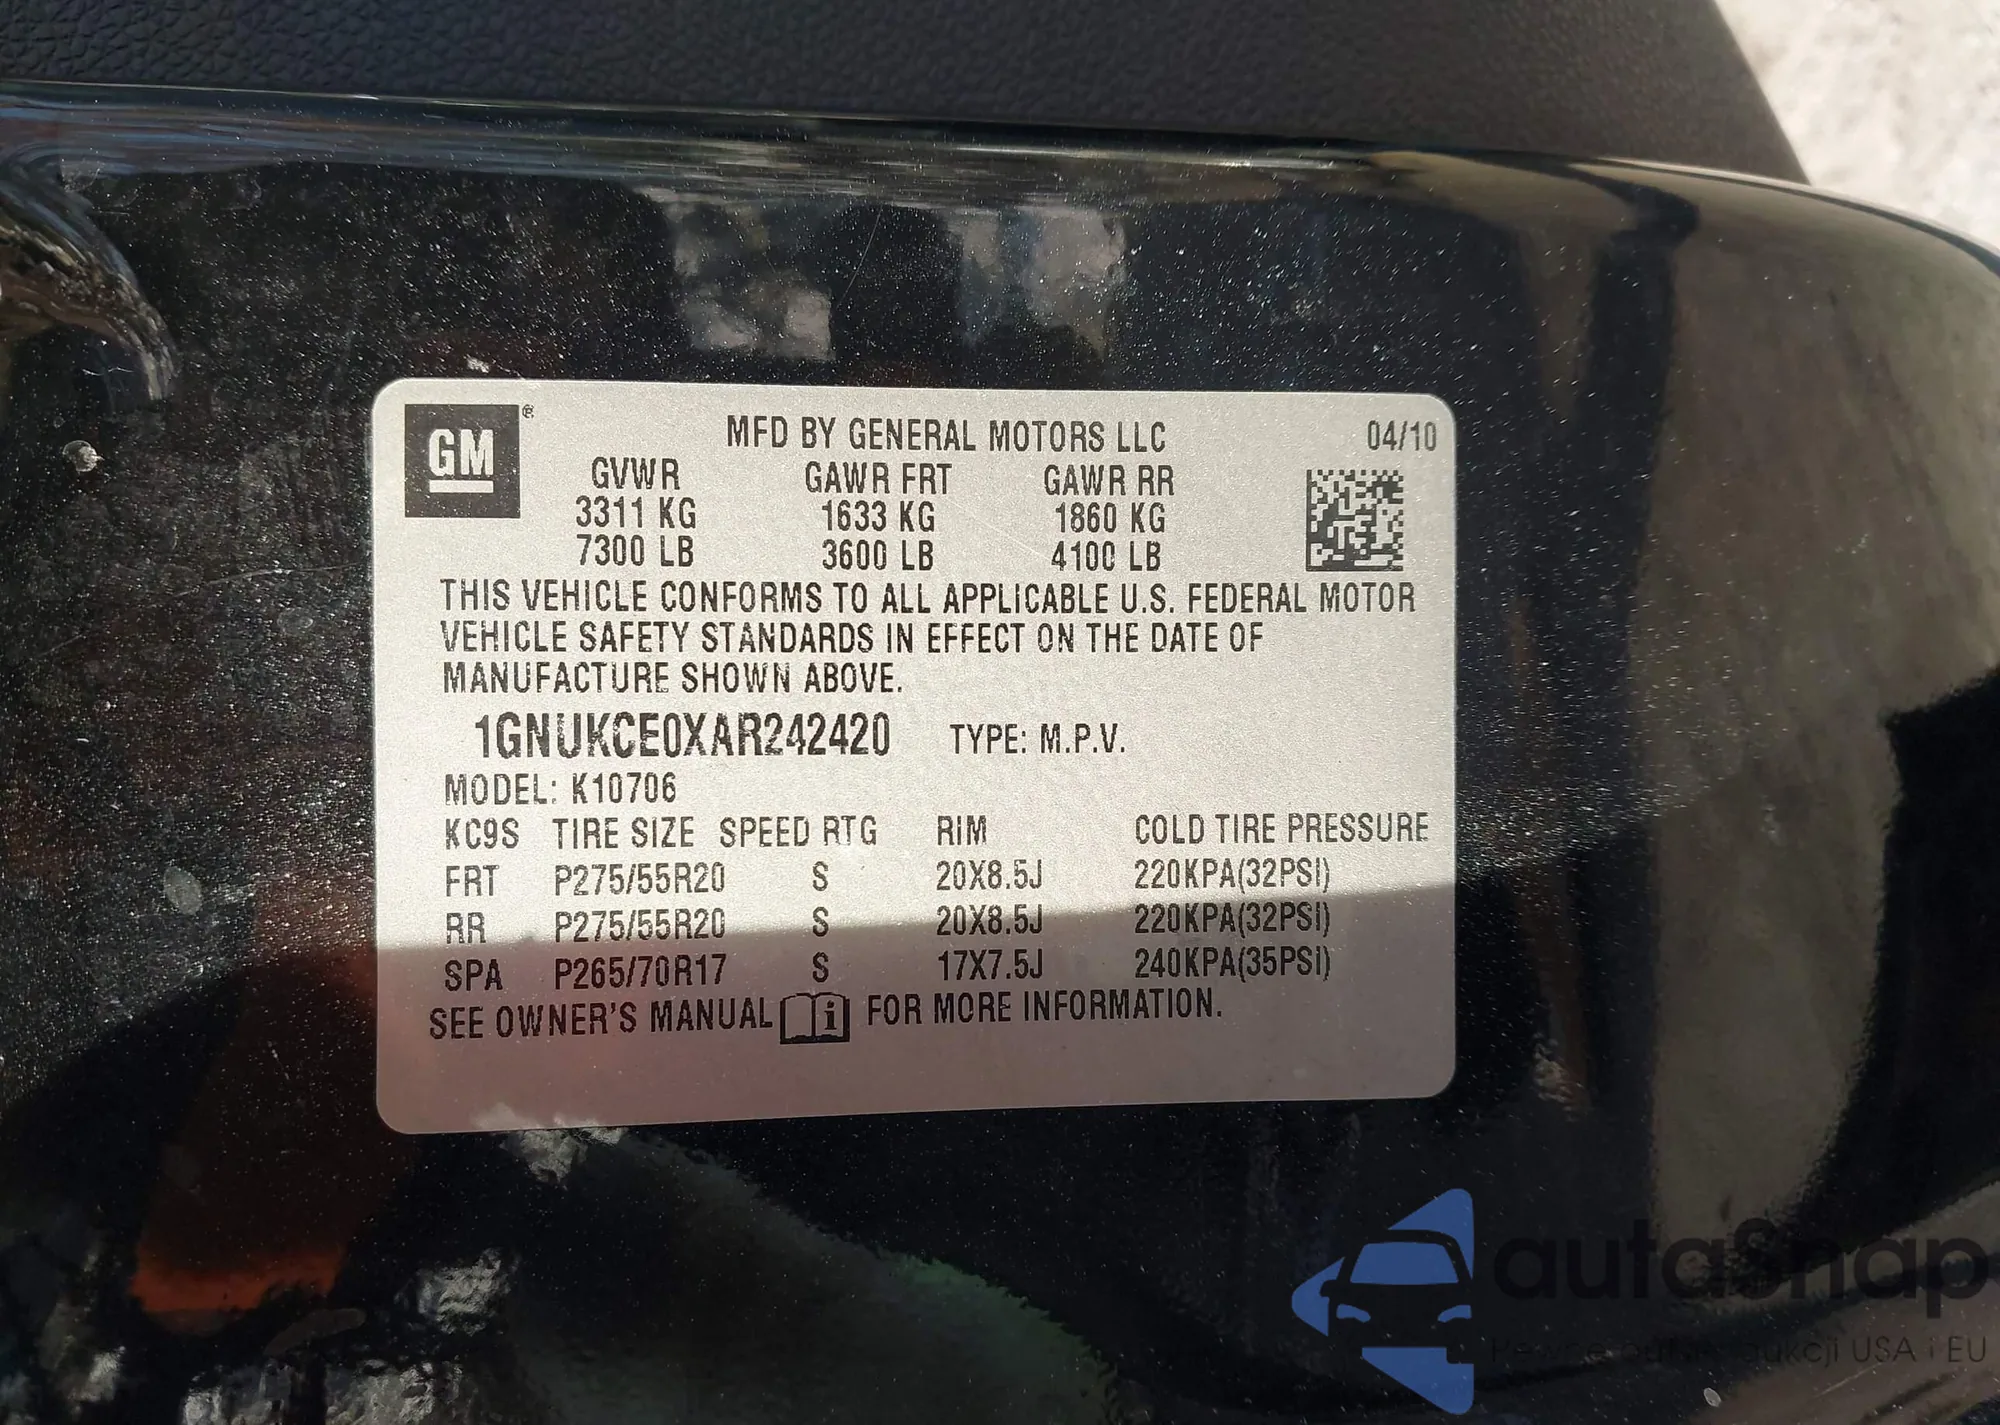 GM®
MFD BY GENERAL MOTORS LLC 04/10
GVWR GAWR FRT GAWR RR
3311 KG 1633 KG 1860 KG
7300 LB 3600 LB 4100 LB
THIS VEHICLE CONFORMS TO ALL APPLICABLE U.S. FEDERAL MOTOR
VEHICLE SAFETY STANDARDS IN EFFECT ON THE DATE OF
MANUFACTURE SHOWN ABOVE.
1GNUKCE0XAR242420 TYPE: M.P.V.
MODEL: K10706
KC9S TIRE SIZE SPEED RTG RIM COLD TIRE PRESSURE
FRT P275/55R20 S 20X8.5J 220KPA(32PSI)
RR P275/55R20 S 20X8.5J 220KPA(32PSI)
SPA P265/70R17 S 17X7.5J 240KPA(35PSI)
SEE OWNER'S MANUAL i FOR MORE INFORMATION.
autaSnap
USA i EU